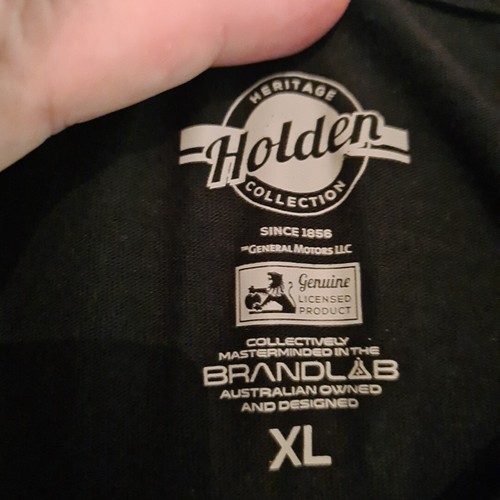 HERITAGE
Holden
COLLECTION
SINCE 1856
™GENERAL MOTORS LLC
Genuine
LICENSED
PRODUCT
COLLECTIVELY
MASTERMINDED IN THE
BRANDLAB
AUSTRALIAN OWNED
AND DESIGNED
XL